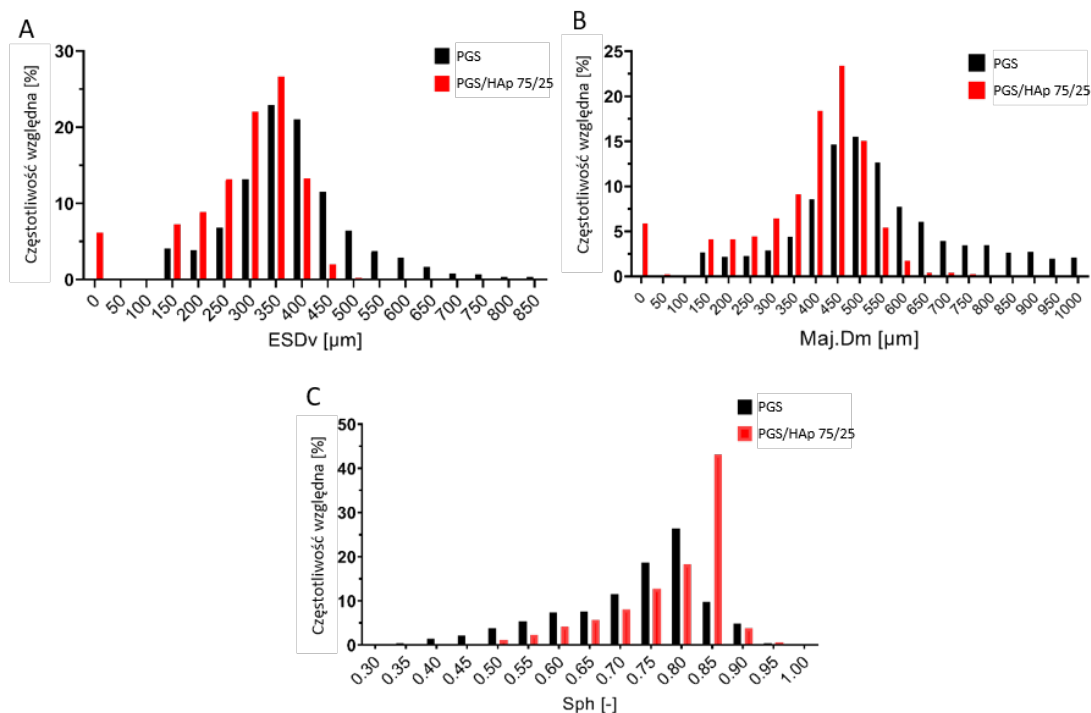 A
Częstotliwość względna [%]
30
20
10
0
PGS
PGS/HAp 75/25
0 50 100 150 200 250 300 350 400 450 500 550 600 650 700 750 800 850
ESDv [µm]
B
Częstotliwość względna [%]
25
20
15
10
5
0
PGS
PGS/HAp 75/25
0 50 100 150 200 250 300 350 400 450 500 550 600 650 700 750 800 850 900 950 1000
Maj.Dm [µm]
C
Częstotliwość względna [%]
50
40
30
20
10
0
PGS
PGS/HAp 75/25
0.30 0.35 0.40 0.45 0.50 0.55 0.60 0.65 0.70 0.75 0.80 0.85 0.90 0.95 1.00
Sph [-]